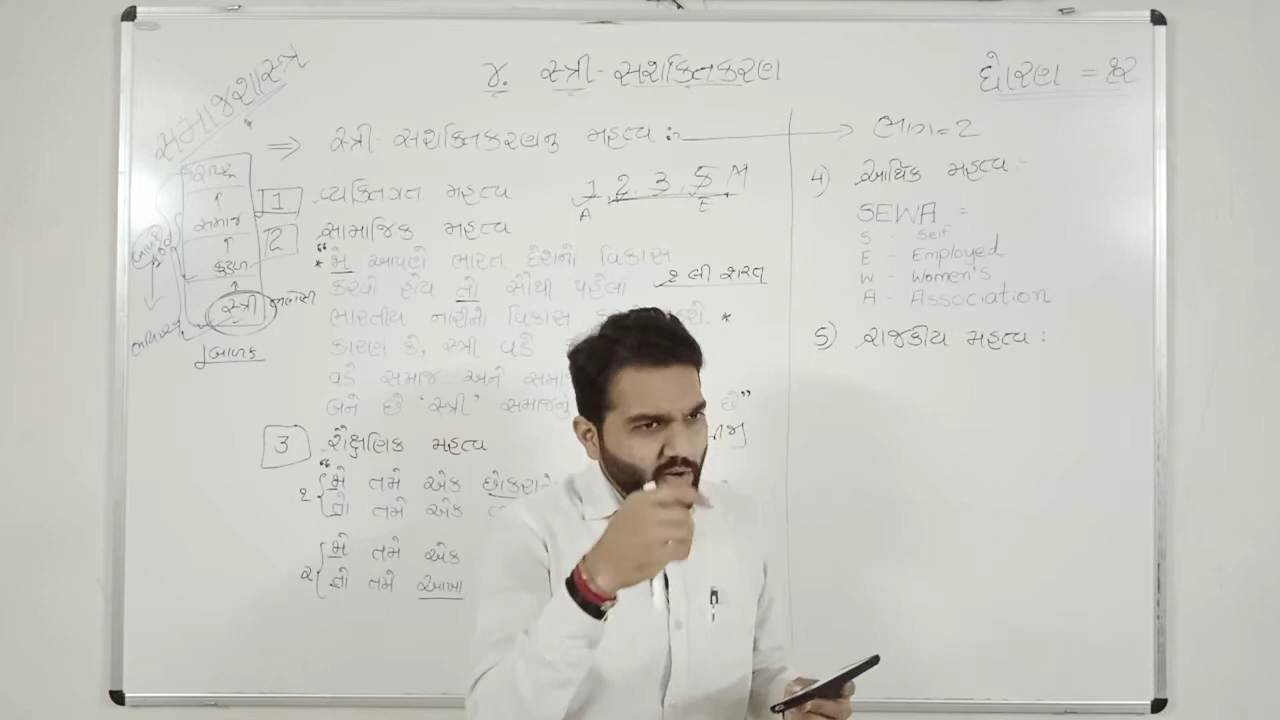 સમાજશાસ્ત્ર
૪. સ્ત્રી-સશક્તિકરણ
ધોરણ = ૧૨
⇒ સ્ત્રી-સશક્તિકરણનું મહત્વ :-
ભાગ=2
સમાજ
કુટુંબ
સ્ત્રી
બાળક
1 વ્યક્તિગત મહત્વ
1 2 3 5 M
A E
2 સામાજિક મહત્વ
"* જો આપણે ભારત દેશનો વિકાસ
કરવો હોય તો સૌથી પહેલા ૧ લી શરત
ભારતીય નારીનો વિકાસ *
કારણ કે, સ્ત્રી વડે
વડે સમાજ અને
બને છે 'સ્ત્રી' સમાજનું છે"
3 શૈક્ષણિક મહત્વ
૧ { "જો તમે એક છોકરાને
તો તમે એક
૨ { જો તમે એક
તો તમે આખા
4) આર્થિક મહત્વ
SEWA =
S - Self
E - Employed
W - Women's
A - Association
5) રાજકીય મહત્વ :